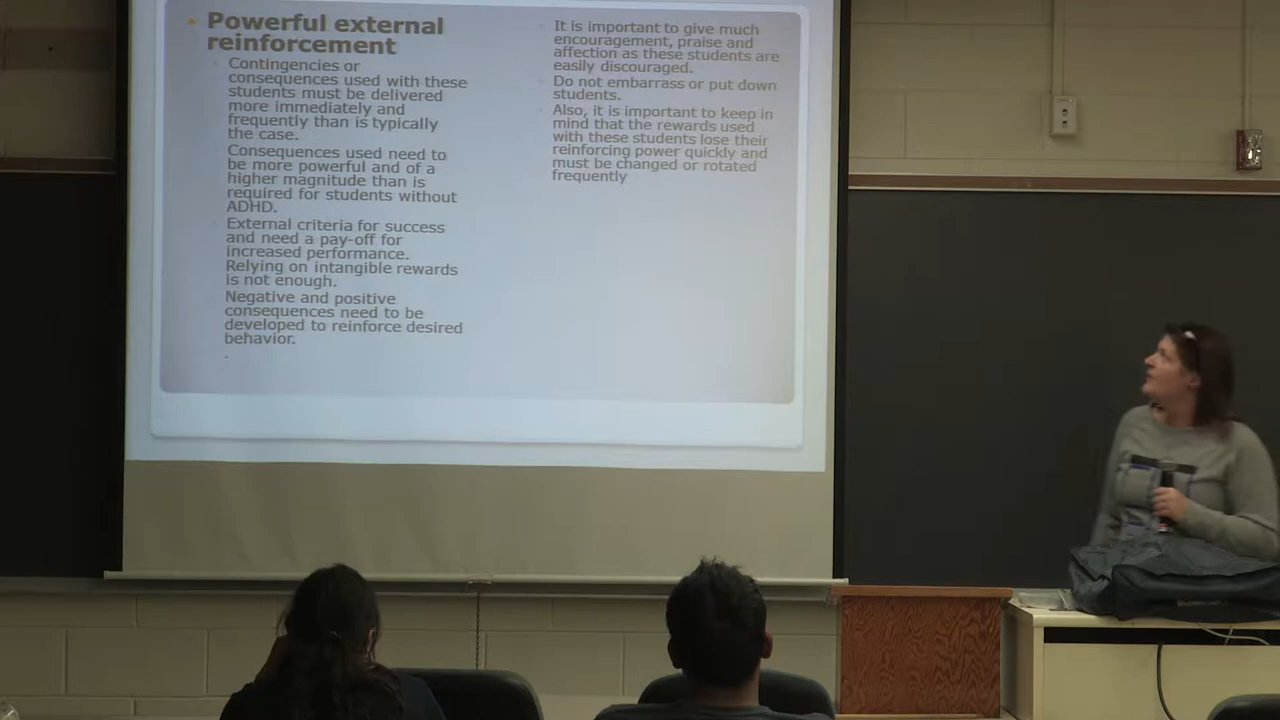 Powerful external
reinforcement
Contingencies or
consequences used with these
students must be delivered
more immediately and
frequently than is typically
the case.
Consequences used need to
be more powerful and of a
higher magnitude than is
required for students without
ADHD.
External criteria for success
and need a pay-off for
increased performance.
Relying on intangible rewards
is not enough.
Negative and positive
consequences need to be
developed to reinforce desired
behavior.
.
It is important to give much
encouragement, praise and
affection as these students are
easily discouraged.
Do not embarrass or put down
students.
Also, it is important to keep in
mind that the rewards used
with these students lose their
reinforcing power quickly and
must be changed or rotated
frequently